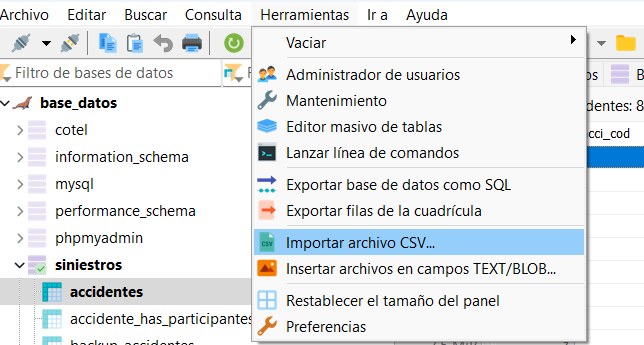 Archivo Editar Buscar Consulta Herramientas Ir a Ayuda
Vaciar
Filtro de bases de datos
Administrador de usuarios
base_datos
Mantenimiento
cotel
Editor masivo de tablas
information_schema
Lanzar línea de comandos
mysql
Exportar base de datos como SQL
performance_schema
Exportar filas de la cuadrícula
phpmyadmin
Importar archivo CSV...
CSV
siniestros
Insertar archivos en campos TEXT/BLOB...
accidentes
Restablecer el tamaño del panel
accidente_has_participantes
Preferencias
entes: 8
cci_cod